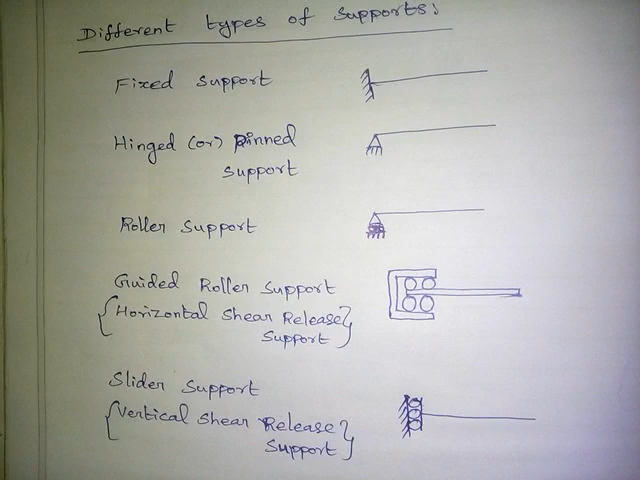 Different types of supports:
Fixed support
Hinged (or) Pinned
support
Roller support
Guided Roller Support
{Horizontal Shear Release
Support}
Slider Support
{Vertical Shear Release
Support}